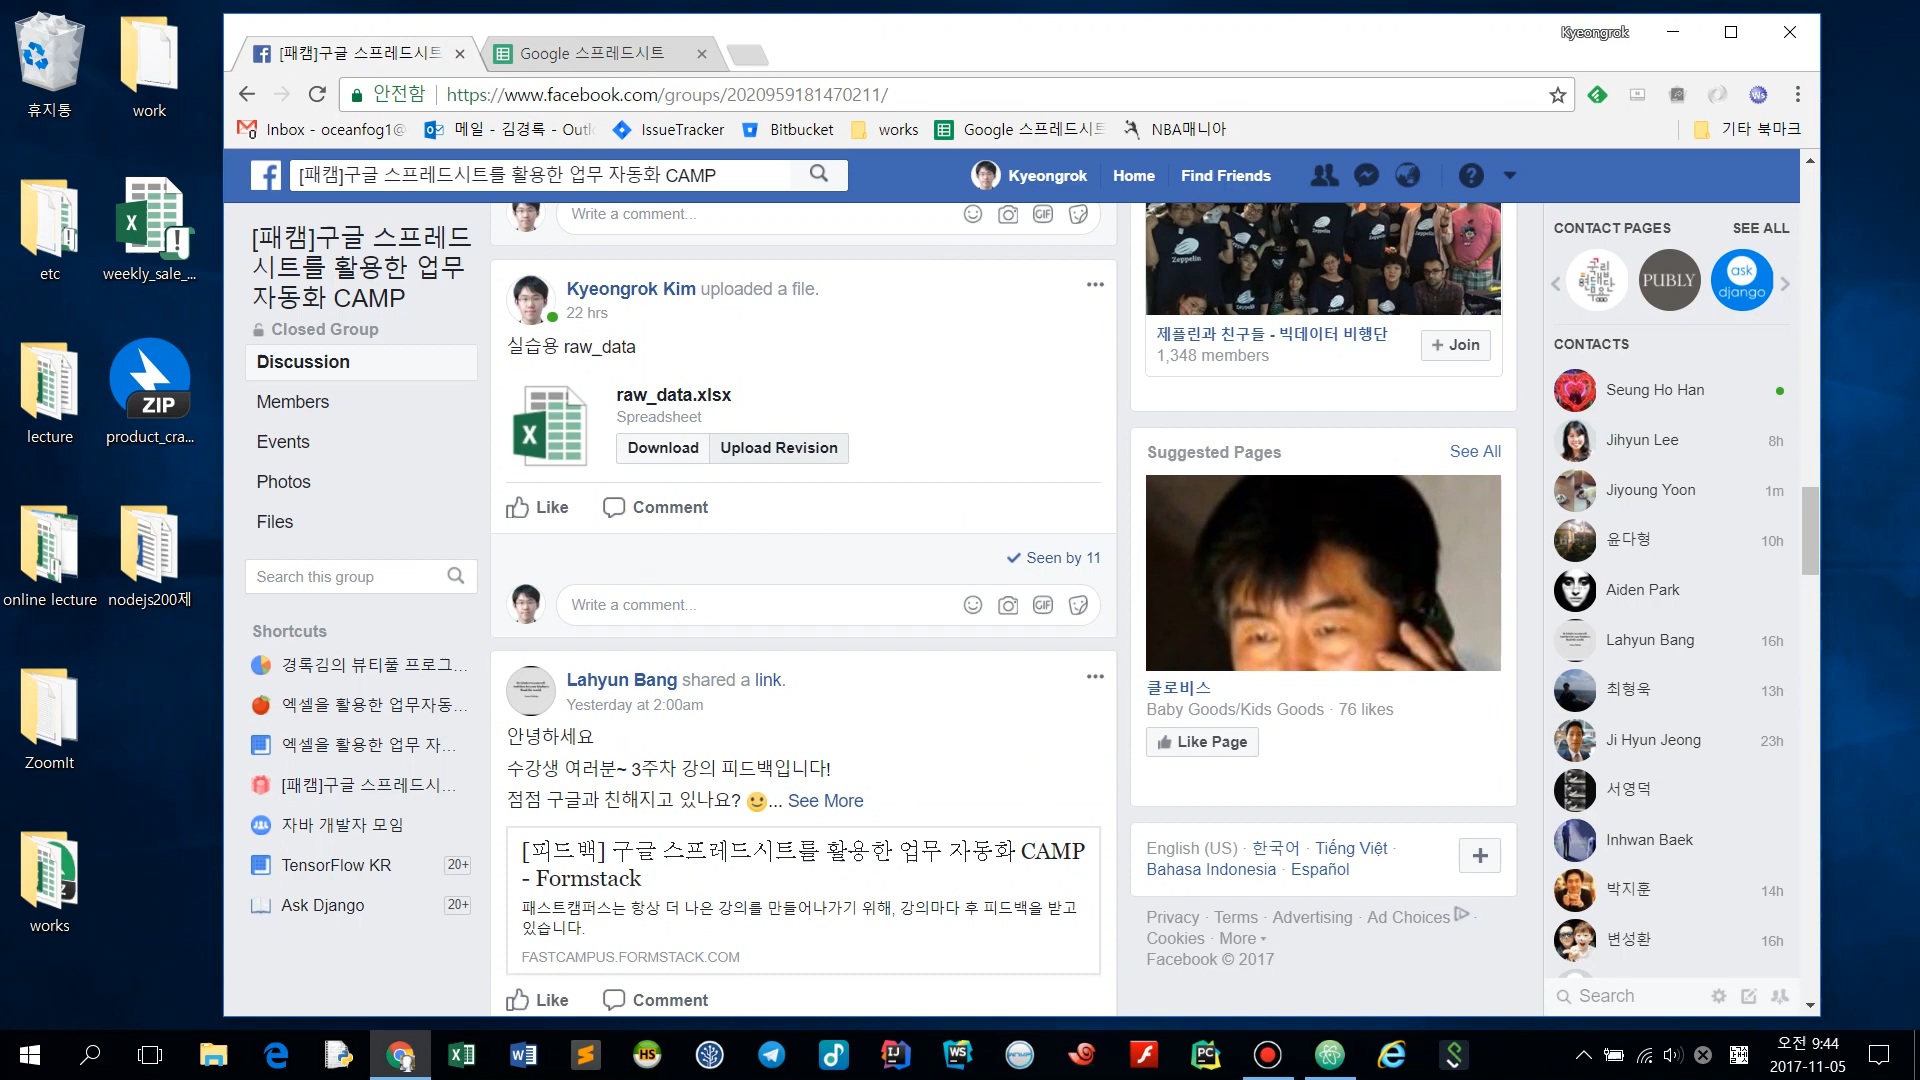 휴지통
work
etc
weekly_sale_...
lecture
product_cra...
ZIP
online lecture
nodejs200제
ZoomIt
works
Kyeongrok
[패캠]구글 스프레드시트
Google 스프레드시트
안전함
https://www.facebook.com/groups/2020959181470211/
Inbox - oceanfog1@
메일 - 김경록 - Outl
IssueTracker
Bitbucket
works
Google 스프레드시트
NBA매니아
기타 북마크
[패캠]구글 스프레드시트를 활용한 업무 자동화 CAMP
Kyeongrok
Home
Find Friends
[패캠]구글 스프레드
시트를 활용한 업무
자동화 CAMP
Closed Group
Discussion
Members
Events
Photos
Files
Search this group
Shortcuts
경록김의 뷰티풀 프로그...
엑셀을 활용한 업무자동...
엑셀을 활용한 업무 자...
[패캠]구글 스프레드시...
자바 개발자 모임
TensorFlow KR 20+
Ask Django 20+
Write a comment...
GIF
Kyeongrok Kim uploaded a file.
22 hrs
실습용 raw_data
raw_data.xlsx
Spreadsheet
Download
Upload Revision
Like
Comment
Seen by 11
Write a comment...
GIF
Lahyun Bang shared a link.
Yesterday at 2:00am
안녕하세요
수강생 여러분~ 3주차 강의 피드백입니다!
점점 구글과 친해지고 있나요? ... See More
[피드백] 구글 스프레드시트를 활용한 업무 자동화 CAMP
- Formstack
패스트캠퍼스는 항상 더 나은 강의를 만들어나가기 위해, 강의마다 후 피드백을 받고
있습니다.
FASTCAMPUS.FORMSTACK.COM
Like
Comment
Zeppelin
제플린과 친구들 - 빅데이터 비행단
1,348 members
+ Join
Suggested Pages
See All
클로비스
Baby Goods/Kids Goods · 76 likes
Like Page
English (US) · 한국어 · Tiếng Việt ·
Bahasa Indonesia · Español
Privacy · Terms · Advertising · Ad Choices ·
Cookies · More
Facebook © 2017
CONTACT PAGES
SEE ALL
PUBLY
ask
django
CONTACTS
Seung Ho Han
Jihyun Lee 8h
Jiyoung Yoon 1m
윤다형 10h
Aiden Park
Lahyun Bang 16h
최형욱 13h
Ji Hyun Jeong 23h
서영덕
Inhwan Baek
박지훈 14h
변성환 16h
Search
오전 9:44
2017-11-05